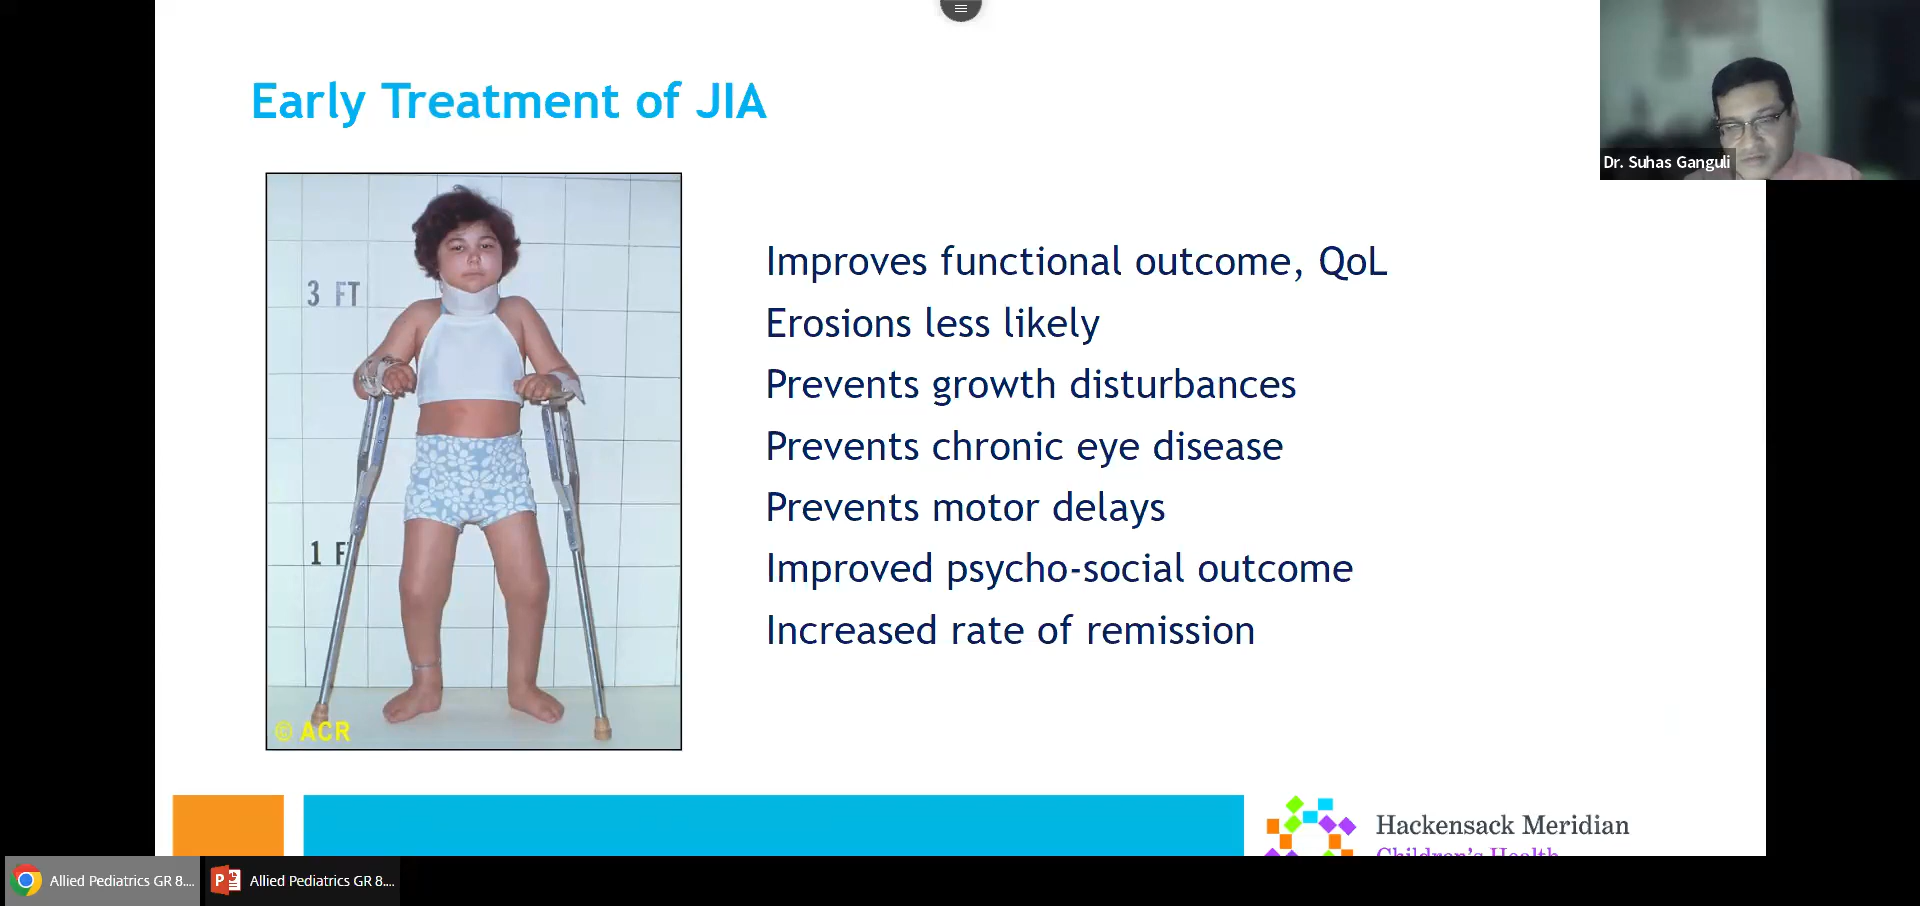 Early Treatment of JIA
Dr. Suhas Ganguli
3 FT
1 F
© ACR
Improves functional outcome, QoL
Erosions less likely
Prevents growth disturbances
Prevents chronic eye disease
Prevents motor delays
Improved psycho-social outcome
Increased rate of remission
Hackensack Meridian
Children's Health
Allied Pediatrics GR 8....
Allied Pediatrics GR 8....